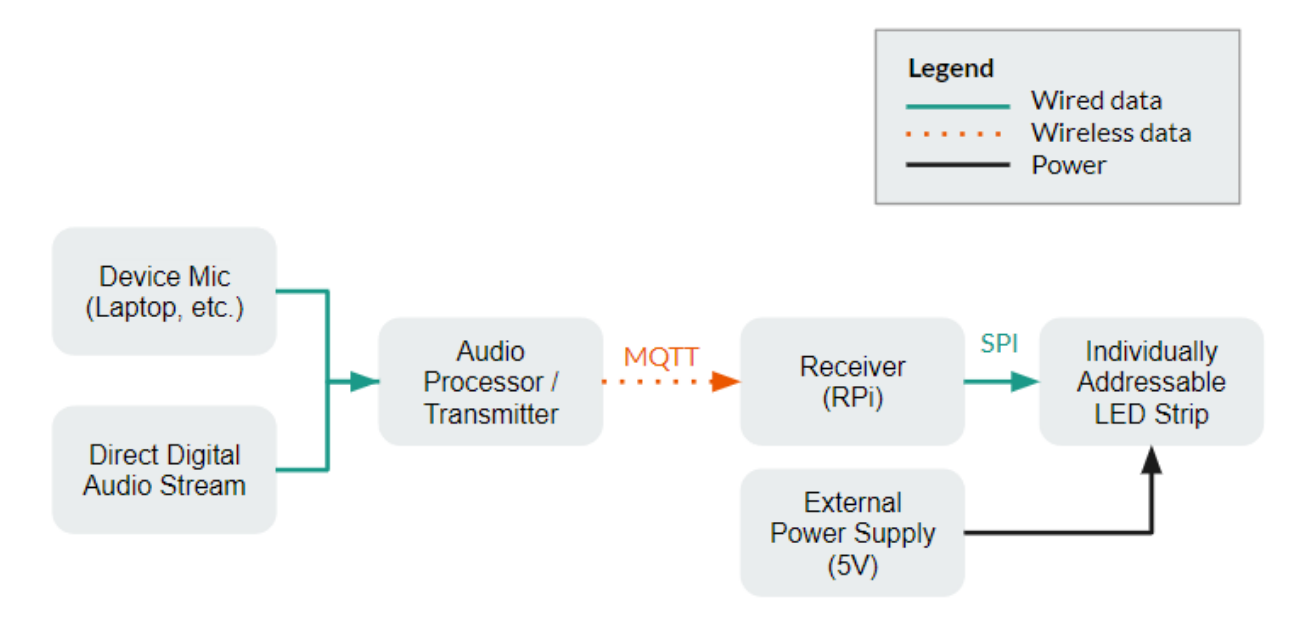 Legend
Wired data
Wireless data
Power
Device Mic
(Laptop, etc.)
Direct Digital
Audio Stream
Audio
Processor /
Transmitter
MQTT
Receiver
(RPi)
SPI
Individually
Addressable
LED Strip
External
Power Supply
(5V)